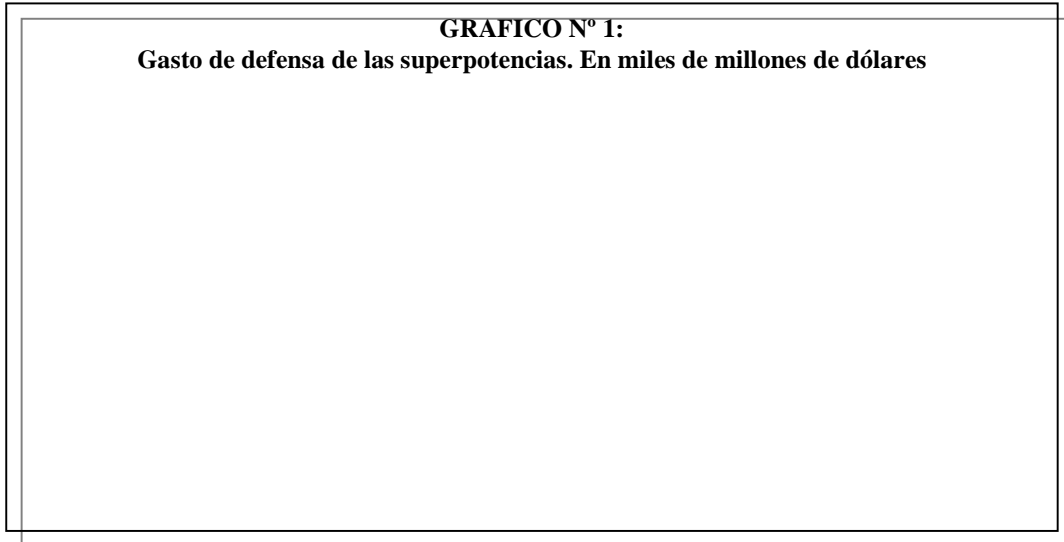 GRAFICO Nº 1:
Gasto de defensa de las superpotencias. En miles de millones de dólares